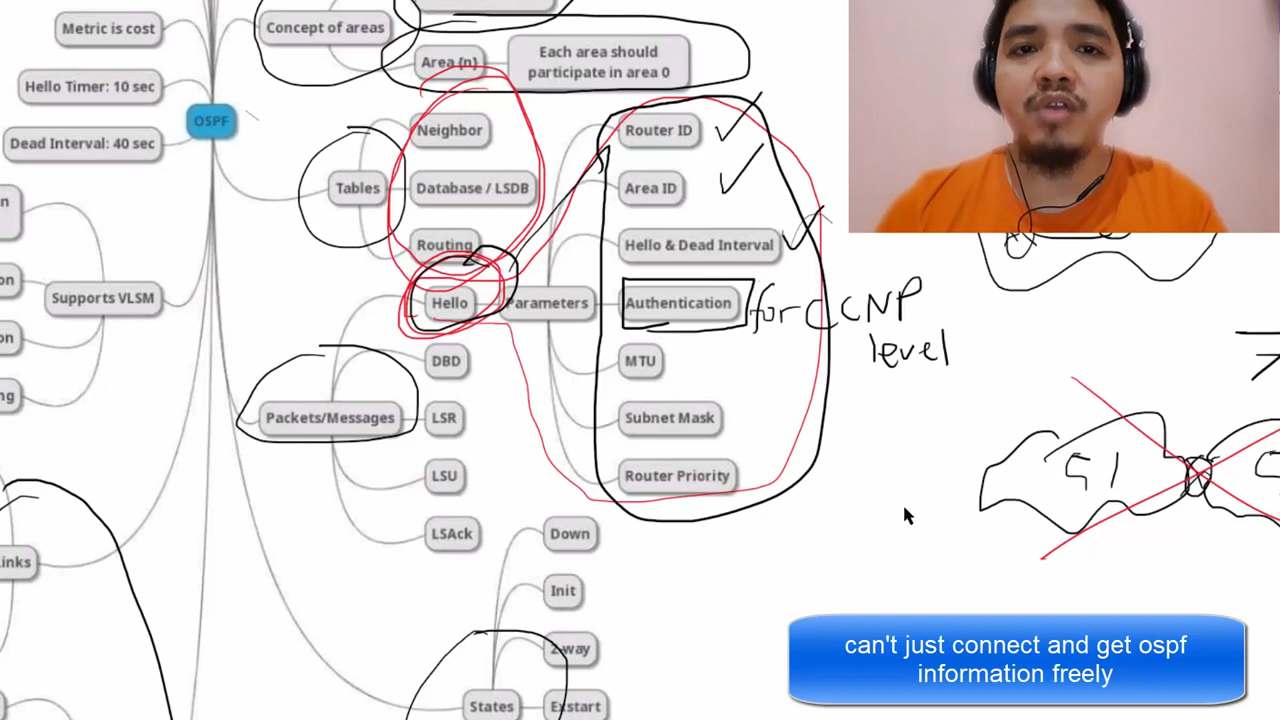 Metric is cost
Hello Timer: 10 sec
Dead Interval: 40 sec
OSPF
Concept of areas
Area {n}
Each area should
participate in area 0
Tables
Neighbor
Database / LSDB
Routing
Supports VLSM
Packets/Messages
Hello
DBD
LSR
LSU
LSAck
Parameters
Router ID
Area ID
Hello & Dead Interval
Authentication
MTU
Subnet Mask
Router Priority
for CCNP
level
States
Down
Init
2-way
Exstart
can't just connect and get ospf
information freely